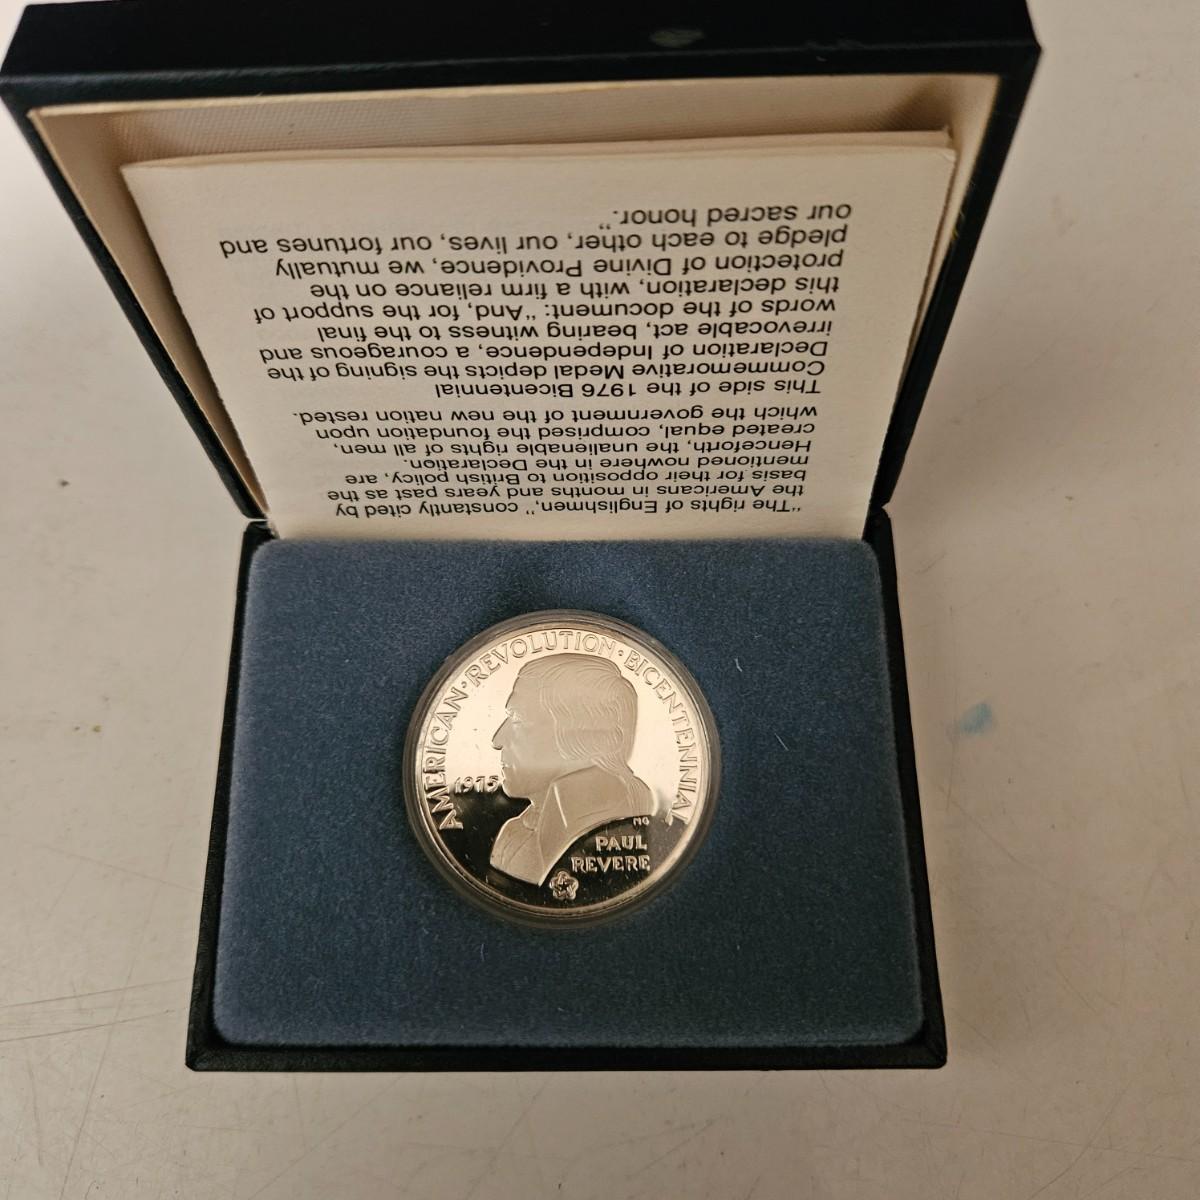 "The rights of Englishmen," constantly cited by
the Americans in months and years past as the
basis for their opposition to British policy, are
mentioned nowhere in the Declaration.
Henceforth, the unalienable rights of all men,
created equal, comprised the foundation upon
which the government of the new nation rested.
This side of the 1976 Bicentennial
Commemorative Medal depicts the signing of the
Declaration of Independence, a courageous and
irrevocable act, bearing witness to the final
words of the document: "And, for the support of
this declaration, with a firm reliance on the
protection of Divine Providence, we mutually
pledge to each other, our lives, our fortunes and
our sacred honor."
AMERICAN · REVOLUTION · BICENTENNIAL
1975
MG
PAUL
REVERE